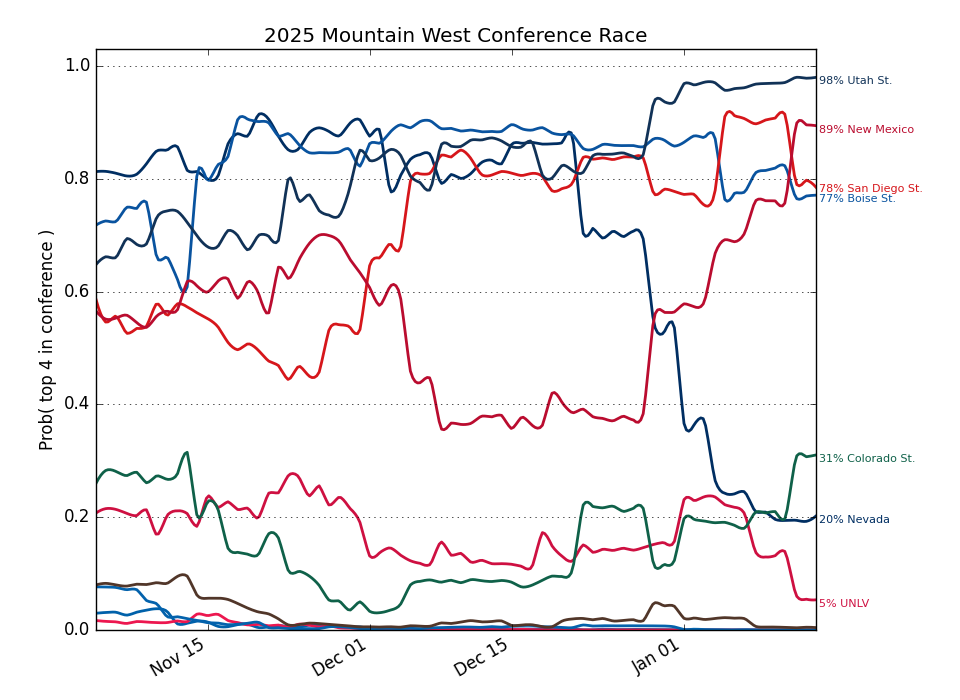 2025 Mountain West Conference Race
1.0
0.8
0.6
0.4
0.2
0.0
Prob( top 4 in conference )
Nov 15
Dec 01
Dec 15
Jan 01
98% Utah St.
89% New Mexico
78% San Diego St.
77% Boise St.
31% Colorado St.
20% Nevada
5% UNLV